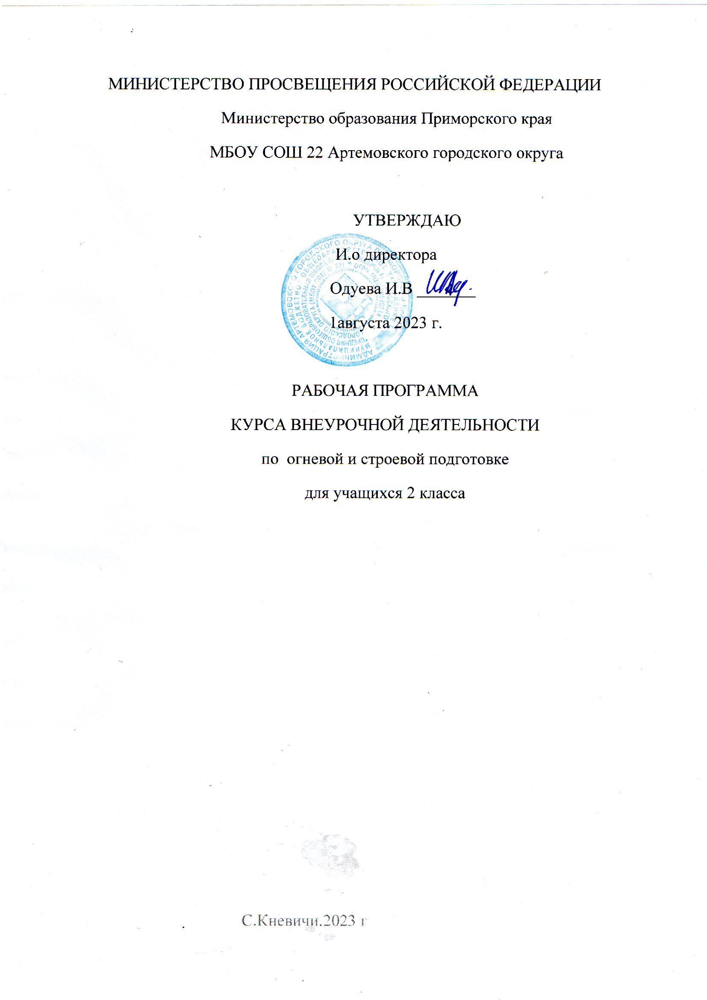 МИНИСТЕРСТВО ПРОСВЕЩЕНИЯ РОССИЙСКОЙ ФЕДЕРАЦИИ
Министерство образования Приморского края
МБОУ СОШ 22 Артемовского городского округа
УТВЕРЖДАЮ
И.о директора
Одуева И.В
1августа 2023 г.
РАБОЧАЯ ПРОГРАММА
КУРСА ВНЕУРОЧНОЙ ДЕЯТЕЛЬНОСТИ
по  огневой и строевой подготовке
для учащихся 2 класса
С.Кневичи.2023 г